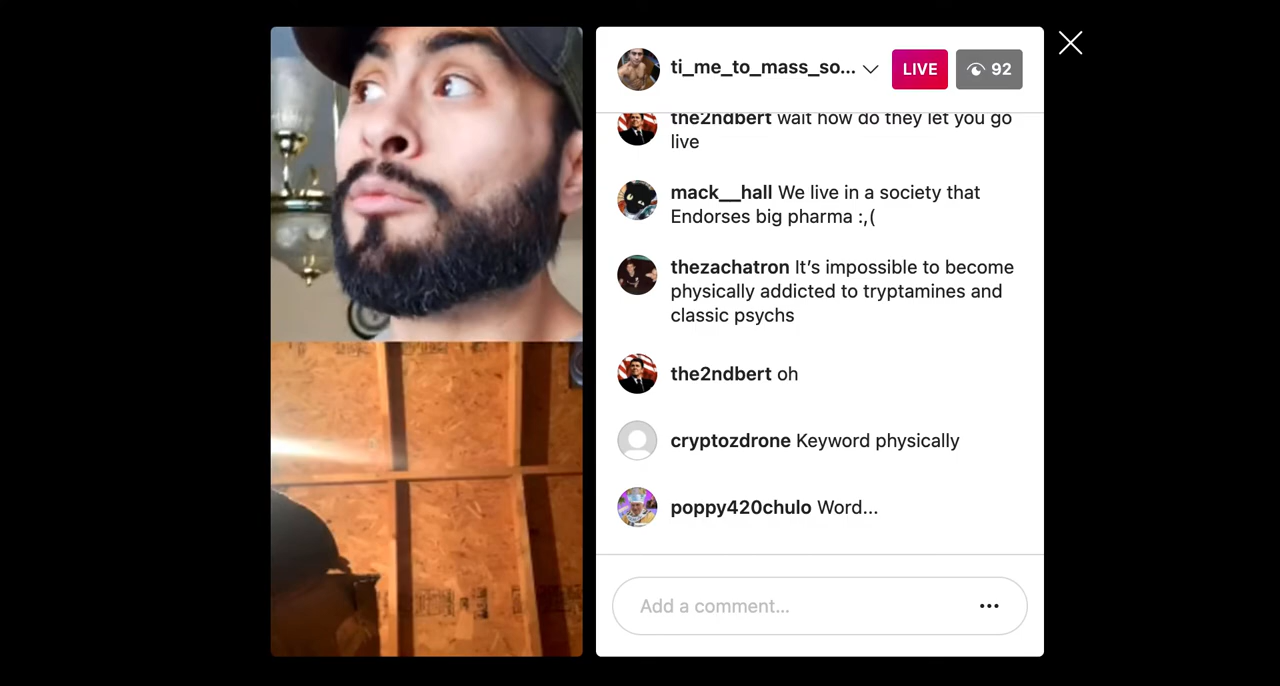 ti_me_to_mass_so...
LIVE
92
the2ndbert wait how do they let you go
live
mack__hall We live in a society that
Endorses big pharma :,(
thezachatron It’s impossible to become
physically addicted to tryptamines and
classic psychs
the2ndbert oh
cryptozdrone Keyword physically
poppy420chulo Word...
Add a comment...